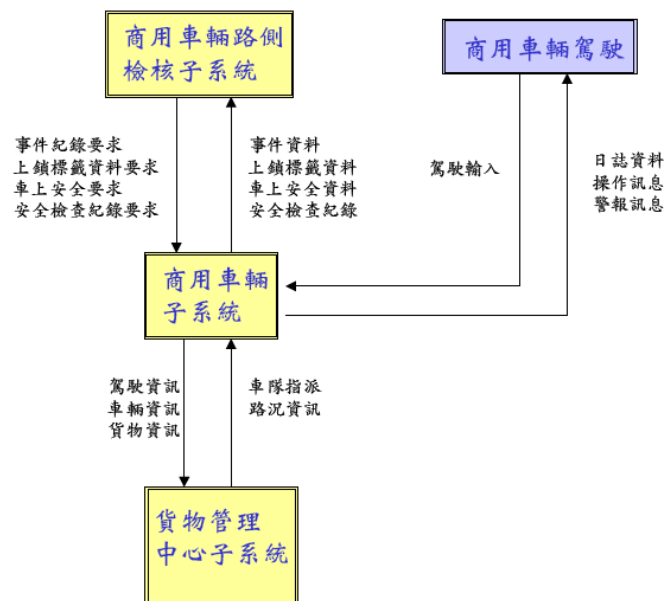 商用車輛路側
檢核子系統
商用車輛駕駛
事件紀錄要求
上鎖標籤資料要求
車上安全要求
安全檢查紀錄要求
事件資料
上鎖標籤資料
車上安全資料
安全檢查紀錄
駕駛輸入
日誌資料
操作訊息
警報訊息
商用車輛
子系統
駕駛資訊
車輛資訊
貨物資訊
車隊指派
路況資訊
貨物管理
中心子系統